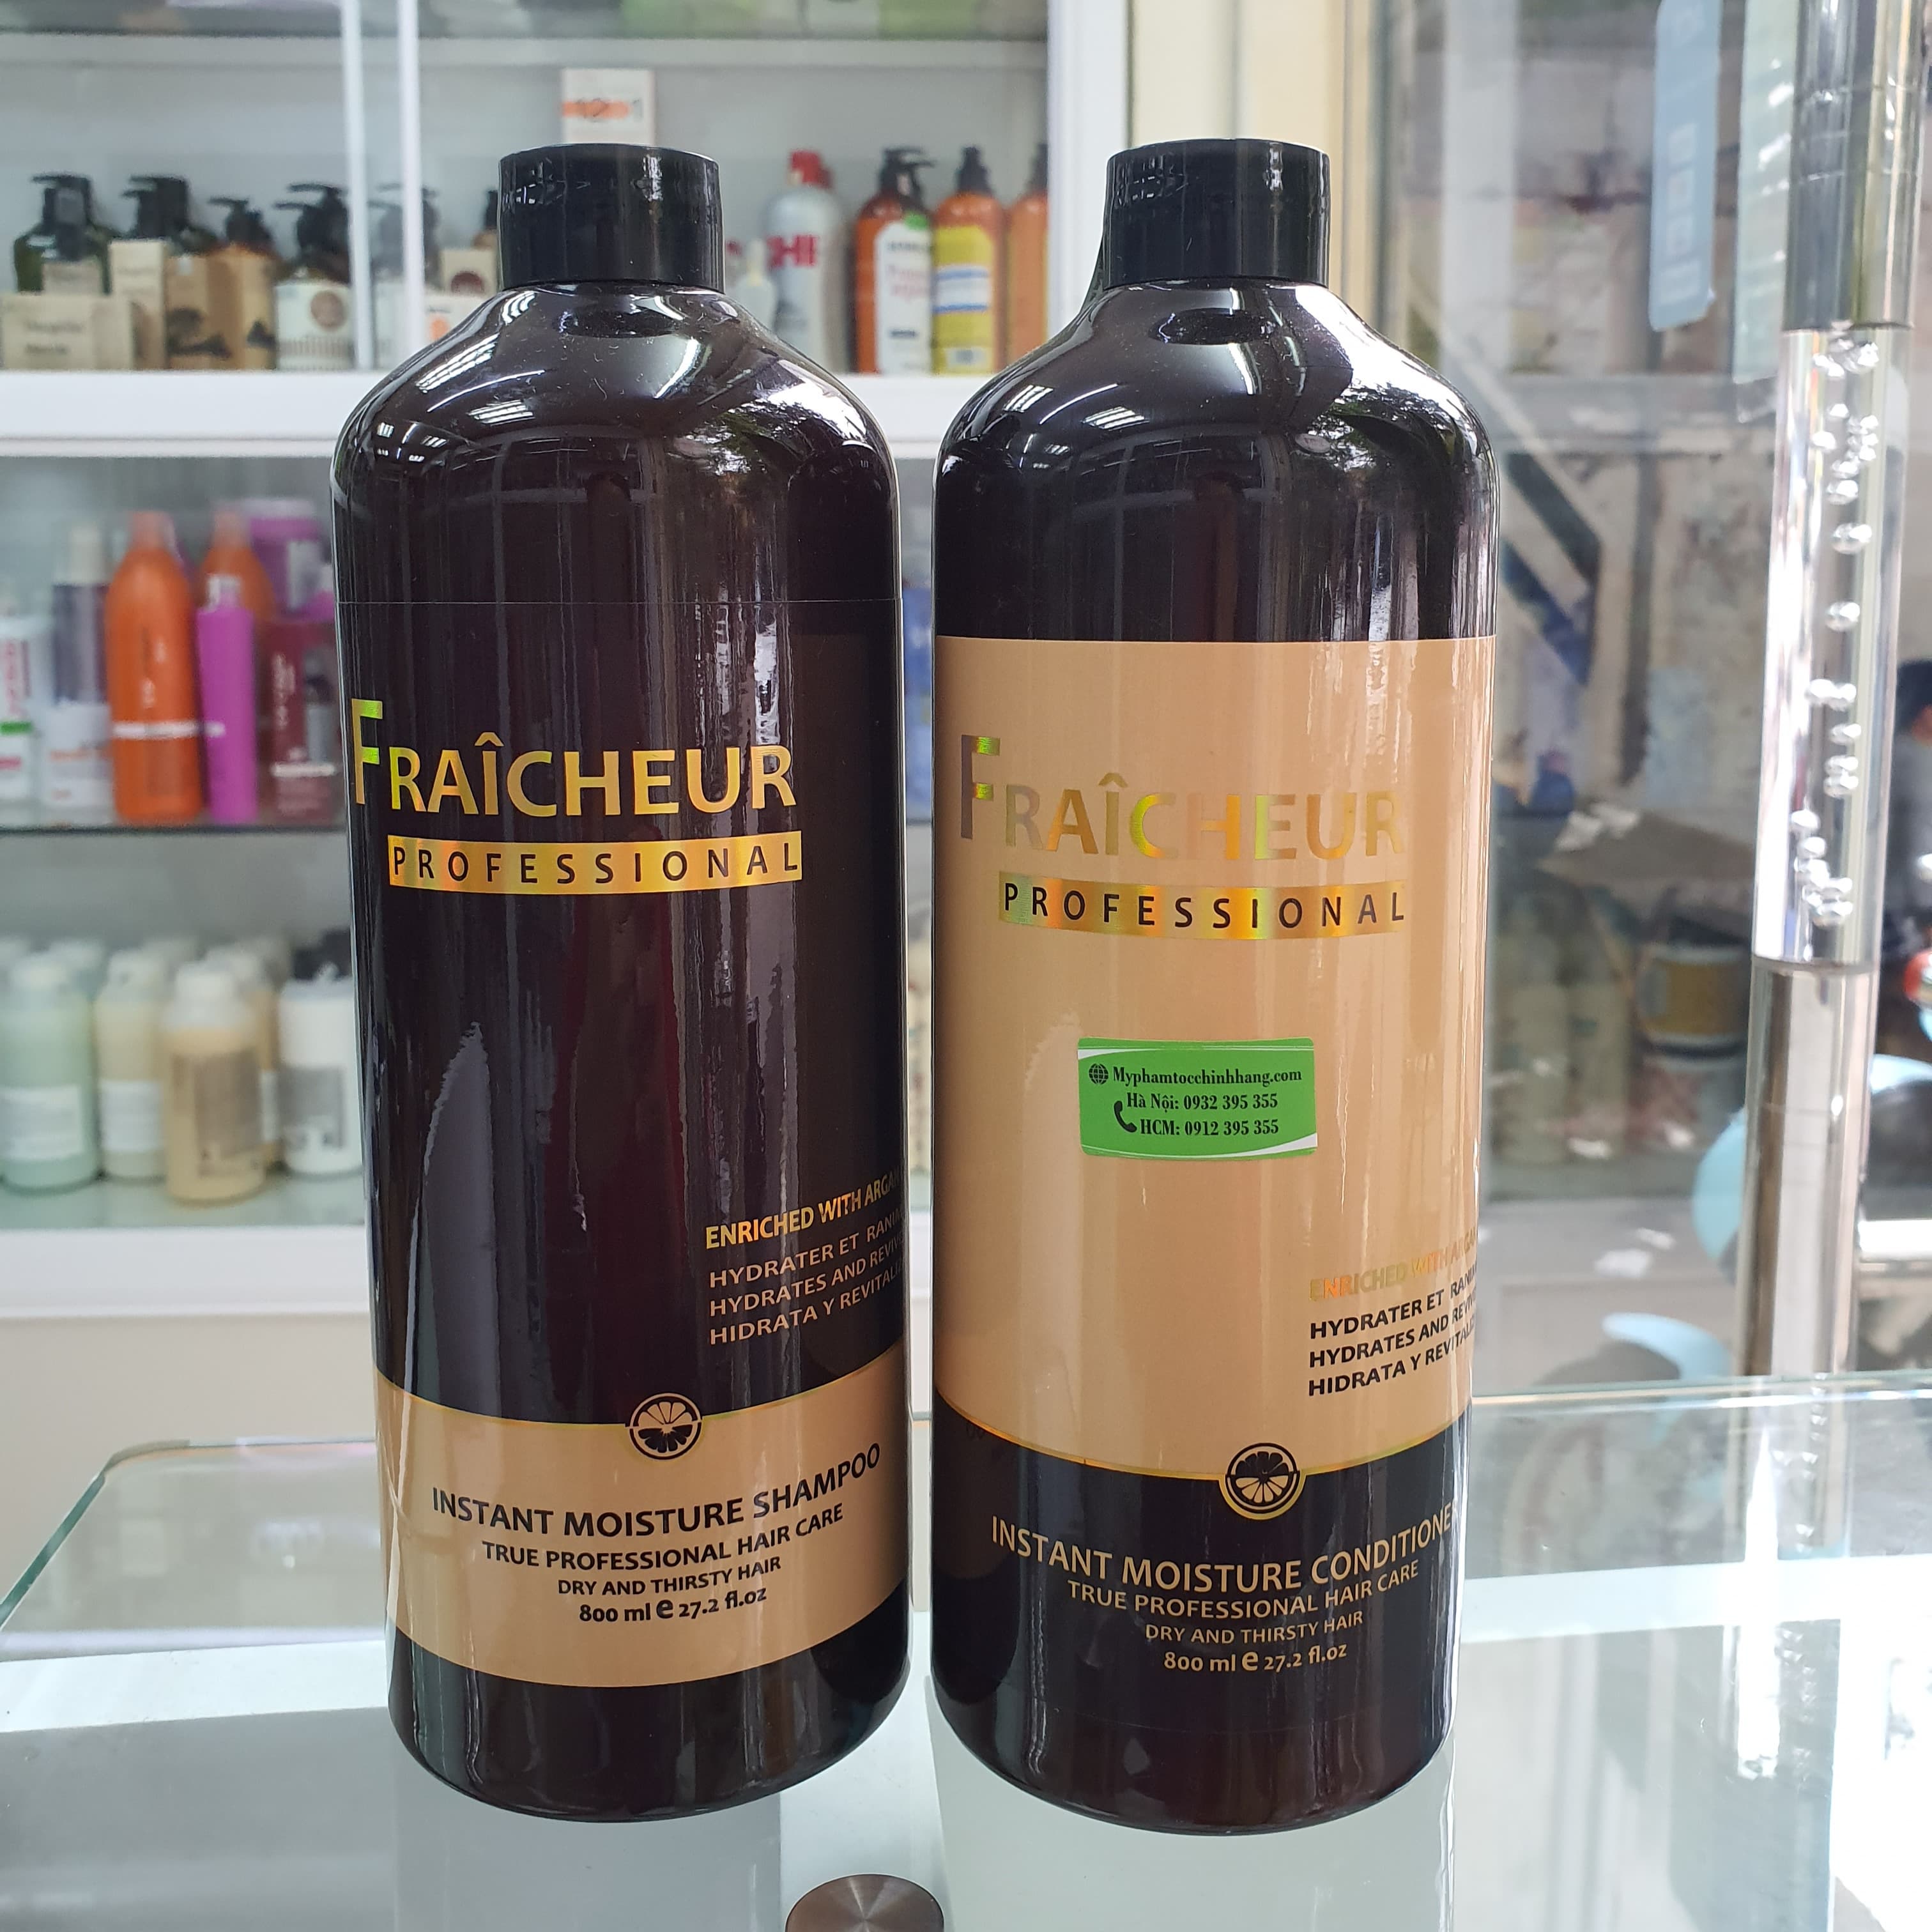 FRAÎCHEUR
PROFESSIONAL
ENRICHED WITH
HYDRATER ET
HYDRATES AND
HIDRATA Y
INSTANT MOISTURE SHAMPOO
TRUE PROFESSIONAL HAIR CARE
DRY AND THIRSTY HAIR
800 ml e 27.2 fl.oz
FRAÎCHEUR
PROFESSIONAL
Myphamtocchinhhang.com
Hà Nội: 0932 395 355
HCM: 0912 395 355
ENRICHED WITH
HYDRATER ET
HYDRATES AND
HIDRATA Y
INSTANT MOISTURE CONDITIONER
TRUE PROFESSIONAL HAIR CARE
DRY AND THIRSTY HAIR
800 ml e 27.2 fl.oz